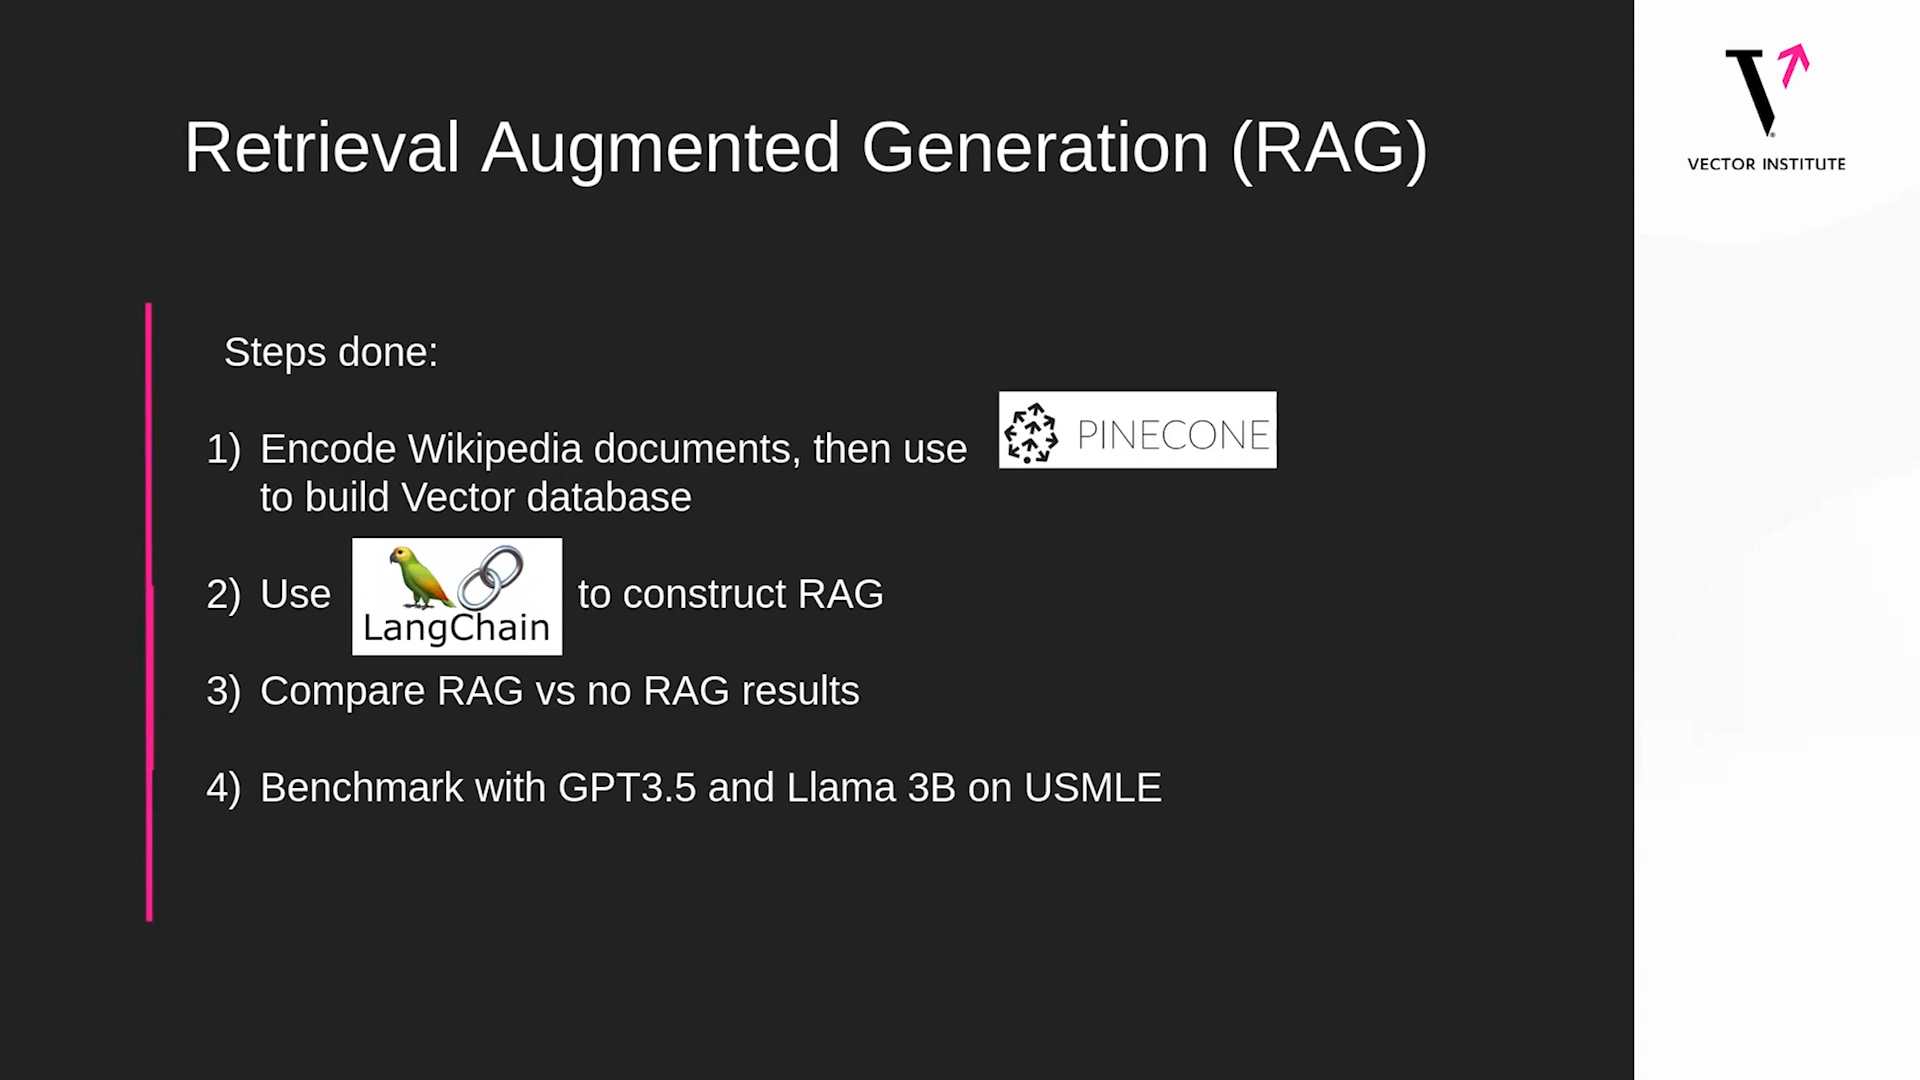 Retrieval Augmented Generation (RAG)
VECTOR INSTITUTE
Steps done:
1) Encode Wikipedia documents, then use PINECONE
to build Vector database
2) Use LangChain to construct RAG
3) Compare RAG vs no RAG results
4) Benchmark with GPT3.5 and Llama 3B on USMLE